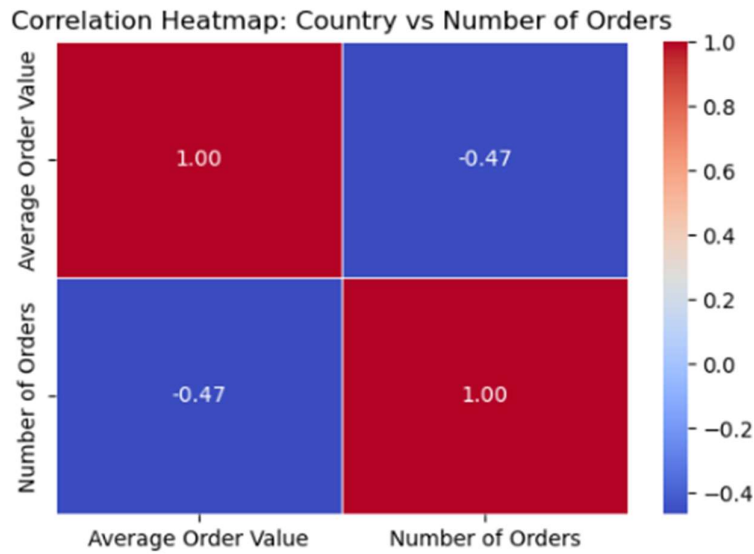 Correlation Heatmap: Country vs Number of Orders
Average Order Value
1.00
-0.47
Number of Orders
-0.47
1.00
Average Order Value
Number of Orders
1.0
0.8
0.6
0.4
0.2
0.0
−0.2
−0.4